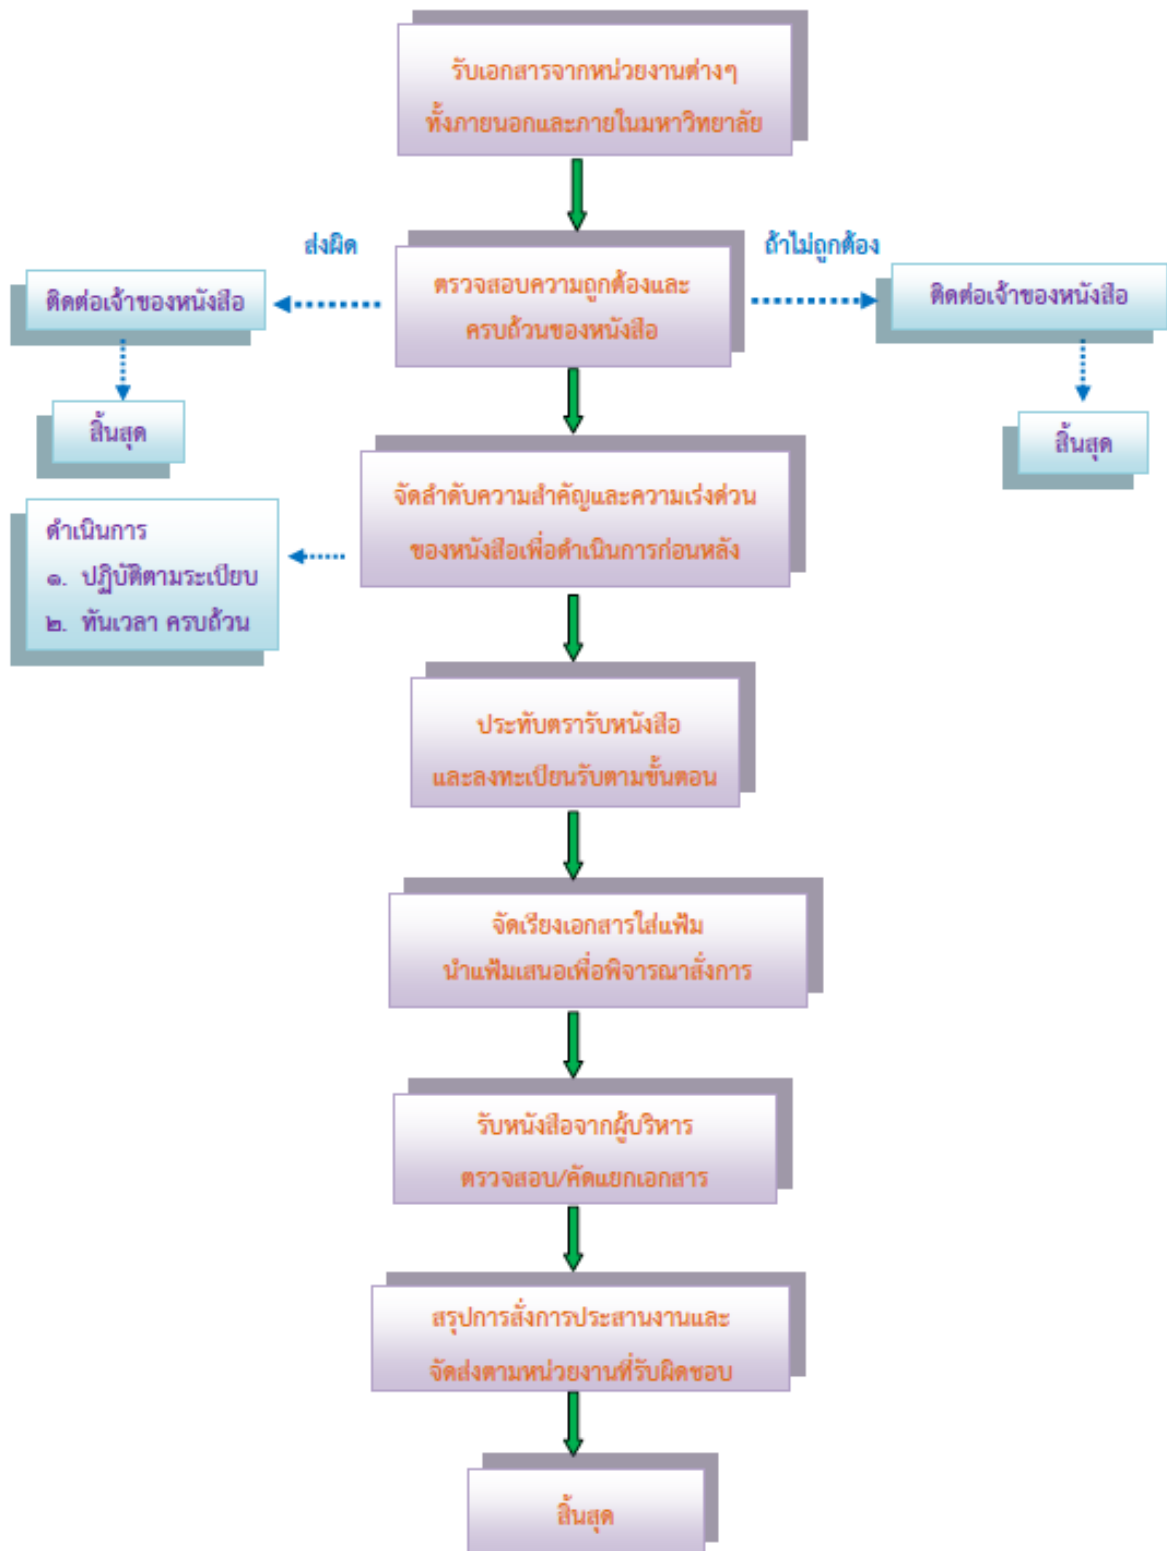 รับเอกสารจากหน่วยงานต่างๆ
ทั้งภายนอกและภายในมหาวิทยาลัย
ส่งผิด
ถ้าไม่ถูกต้อง
ติดต่อเจ้าของหนังสือ
ตรวจสอบความถูกต้องและ
ครบถ้วนของหนังสือ
ติดต่อเจ้าของหนังสือ
สิ้นสุด
สิ้นสุด
จัดลำดับความสำคัญและความเร่งด่วน
ของหนังสือเพื่อดำเนินการก่อนหลัง
ดำเนินการ
๑. ปฏิบัติตามระเบียบ
๒. ทันเวลา ครบถ้วน
ประทับตรารับหนังสือ
และลงทะเบียนรับตามขั้นตอน
จัดเรียงเอกสารใส่แฟ้ม
นำแฟ้มเสนอเพื่อพิจารณาสั่งการ
รับหนังสือจากผู้บริหาร
ตรวจสอบ/คัดแยกเอกสาร
สรุปการสั่งการประสานงานและ
จัดส่งตามหน่วยงานที่รับผิดชอบ
สิ้นสุด